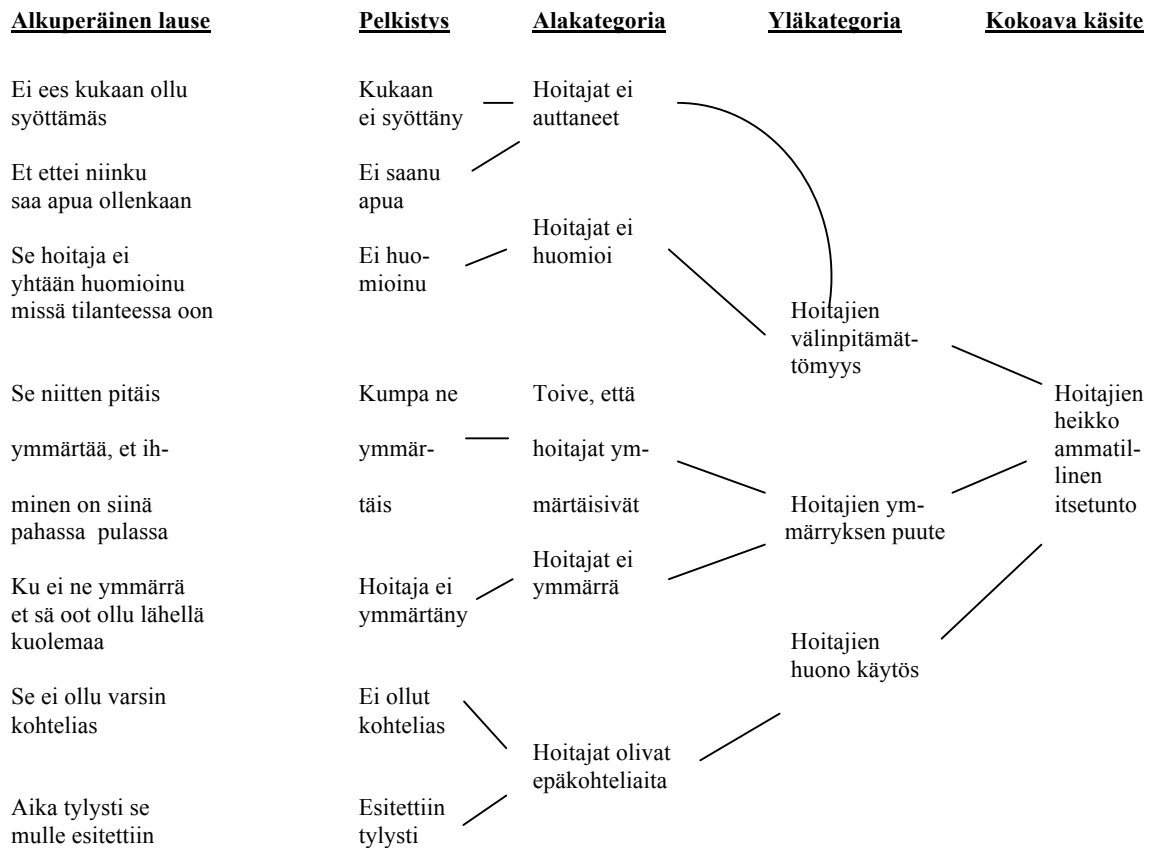 Alkuperäinen lause
Pelkistys
Alakategoria
Yläkategoria
Kokoava käsite
Ei ees kukaan ollu
syöttämäs
Kukaan
ei syöttäny
Hoitajat ei
auttaneet
Et ettei niinku
saa apua ollenkaan
Ei saanu
apua
Se hoitaja ei
yhtään huomioinu
missä tilanteessa oon
Ei huo-
mioinu
Hoitajat ei
huomioi
Hoitajien
välinpitämät-
tömyys
Se niitten pitäis
ymmärtää, et ih-
minen on siinä
pahassa pulassa
Kumpa ne
ymmär-
täis
Toive, että
hoitajat ym-
märtäisivät
Hoitajien ym-
märryksen puute
Hoitajien
heikko
ammatil-
linen
itsetunto
Ku ei ne ymmärrä
et sä oot ollu lähellä
kuolemaa
Hoitaja ei
ymmärtäny
Hoitajat ei
ymmärrä
Hoitajien
huono käytös
Se ei ollu varsin
kohtelias
Ei ollut
kohtelias
Hoitajat olivat
epäkohteliaita
Aika tylysti se
mulle esitettiin
Esitettiin
tylysti